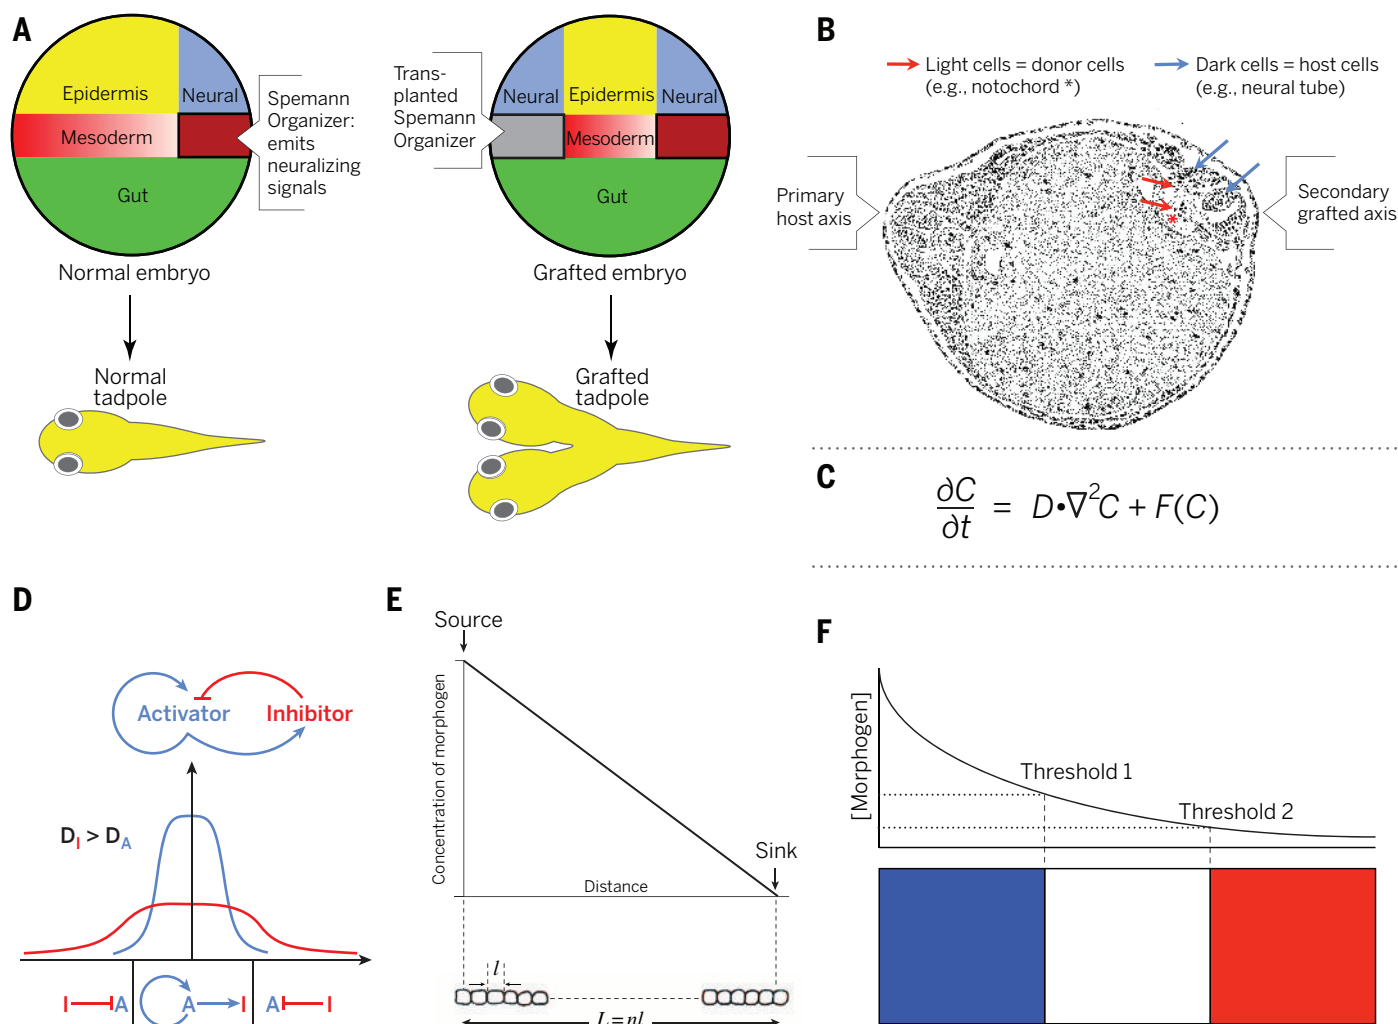 A
Epidermis
Neural
Mesoderm
Gut
Spemann
Organizer:
emits
neuralizing
signals
Normal embryo
Normal
tadpole
Trans-
planted
Spemann
Organizer
Neural
Epidermis
Neural
Mesoderm
Gut
Grafted embryo
Grafted
tadpole
B
Light cells = donor cells
(e.g., notochord *)
Dark cells = host cells
(e.g., neural tube)
Primary
host axis
*
Secondary
grafted axis
C
∂C/∂t = D•∇²C + F(C)
D
Activator
Inhibitor
D_I > D_A
I A
A I
A I
E
Source
Concentration of morphogen
Distance
Sink
l
L = nl
F
[Morphogen]
Threshold 1
Threshold 2